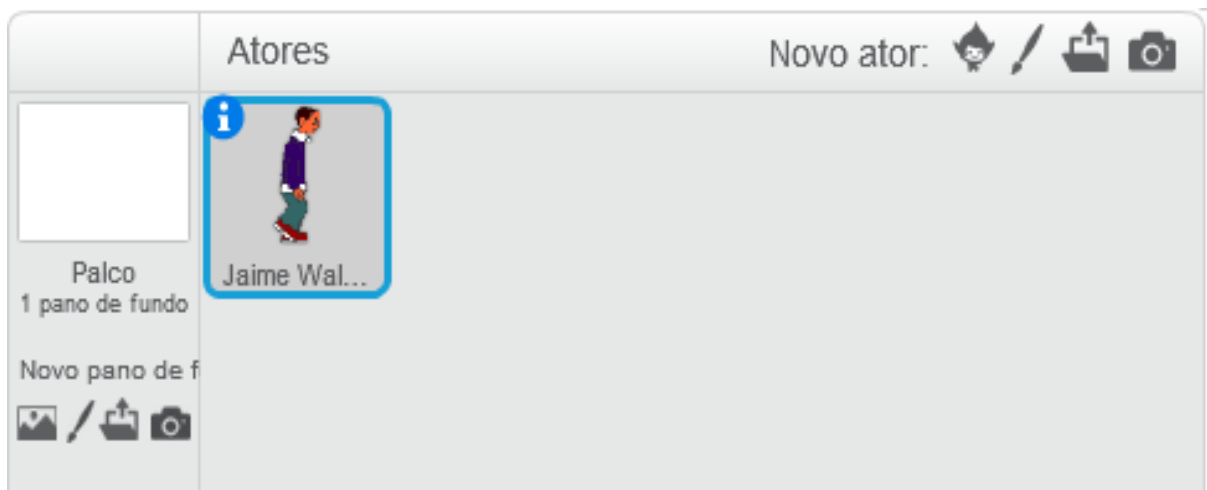 Atores
Novo ator:
Jaime Wal...
Palco
1 pano de fundo
Novo pano de f